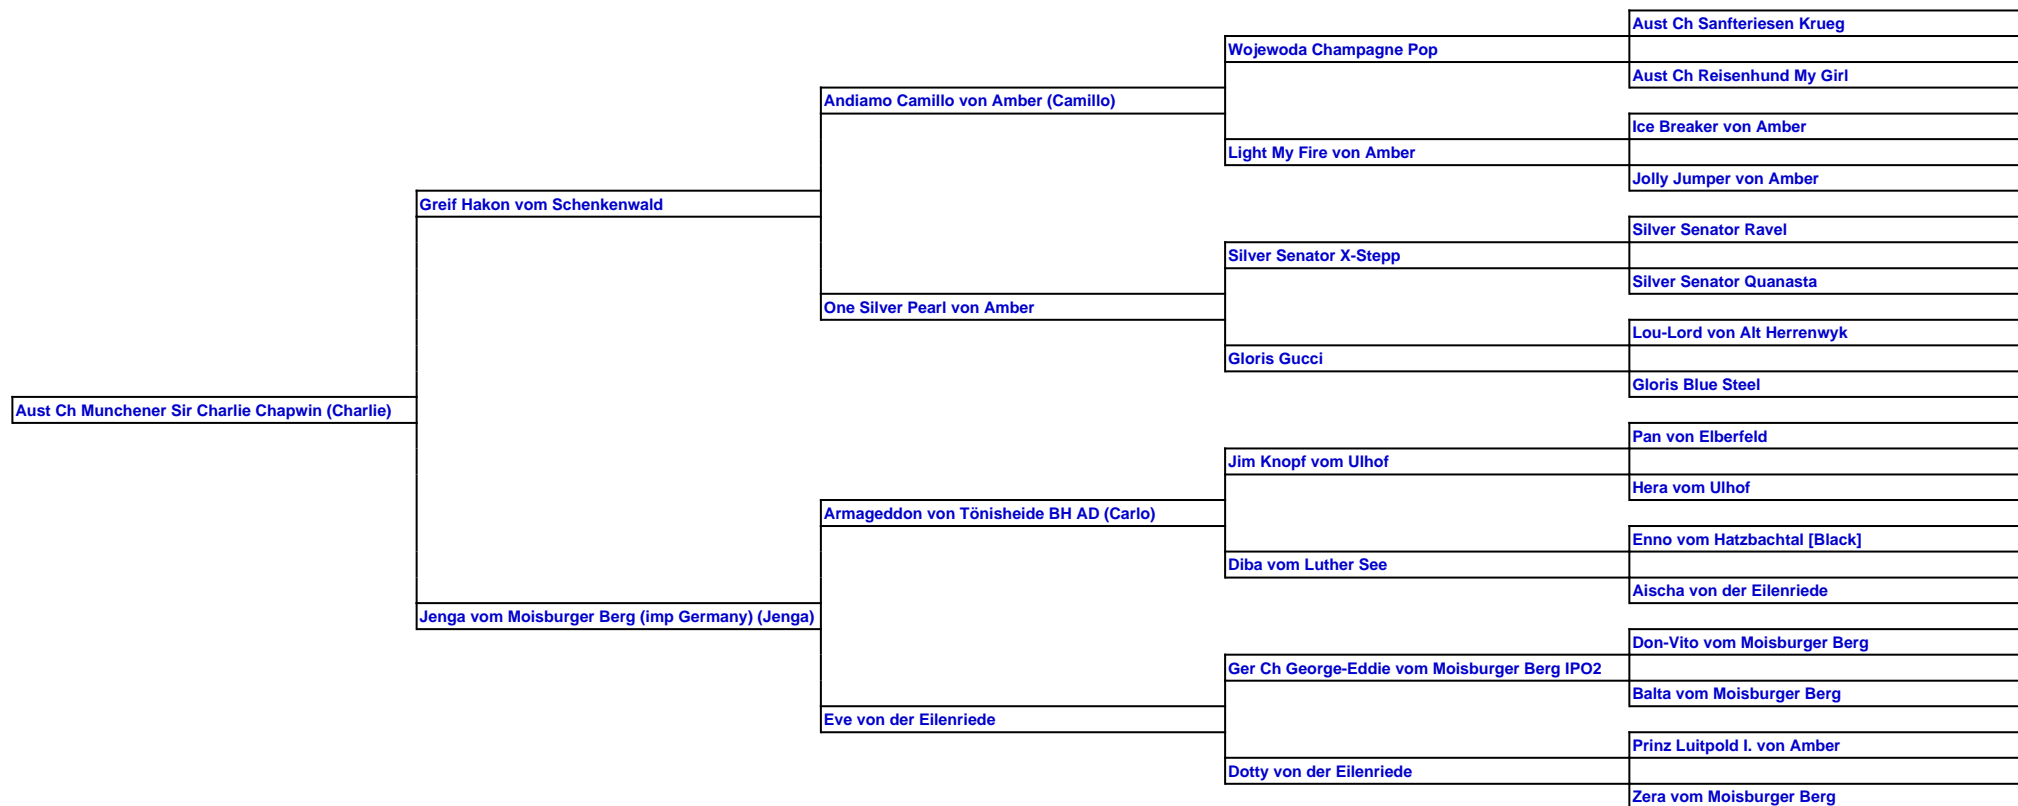 Aust Ch Sanfteriesen Krueg
Wojewoda Champagne Pop
Aust Ch Reisenhund My Girl
Andiamo Camillo von Amber (Camillo)
Ice Breaker von Amber
Light My Fire von Amber
Jolly Jumper von Amber
Greif Hakon vom Schenkenwald
Silver Senator Ravel
Silver Senator X-Stepp
Silver Senator Quanasta
One Silver Pearl von Amber
Lou-Lord von Alt Herrenwyk
Gloris Gucci
Gloris Blue Steel
Aust Ch Munchener Sir Charlie Chapwin (Charlie)
Pan von Elberfeld
Jim Knopf vom Ulhof
Hera vom Ulhof
Armageddon von Tönisheide BH AD (Carlo)
Enno vom Hatzbachtal [Black]
Diba vom Luther See
Aischa von der Eilenriede
Jenga vom Moisburger Berg (imp Germany) (Jenga)
Don-Vito vom Moisburger Berg
Ger Ch George-Eddie vom Moisburger Berg IPO2
Balta vom Moisburger Berg
Eve von der Eilenriede
Prinz Luitpold I. von Amber
Dotty von der Eilenriede
Zera vom Moisburger Berg